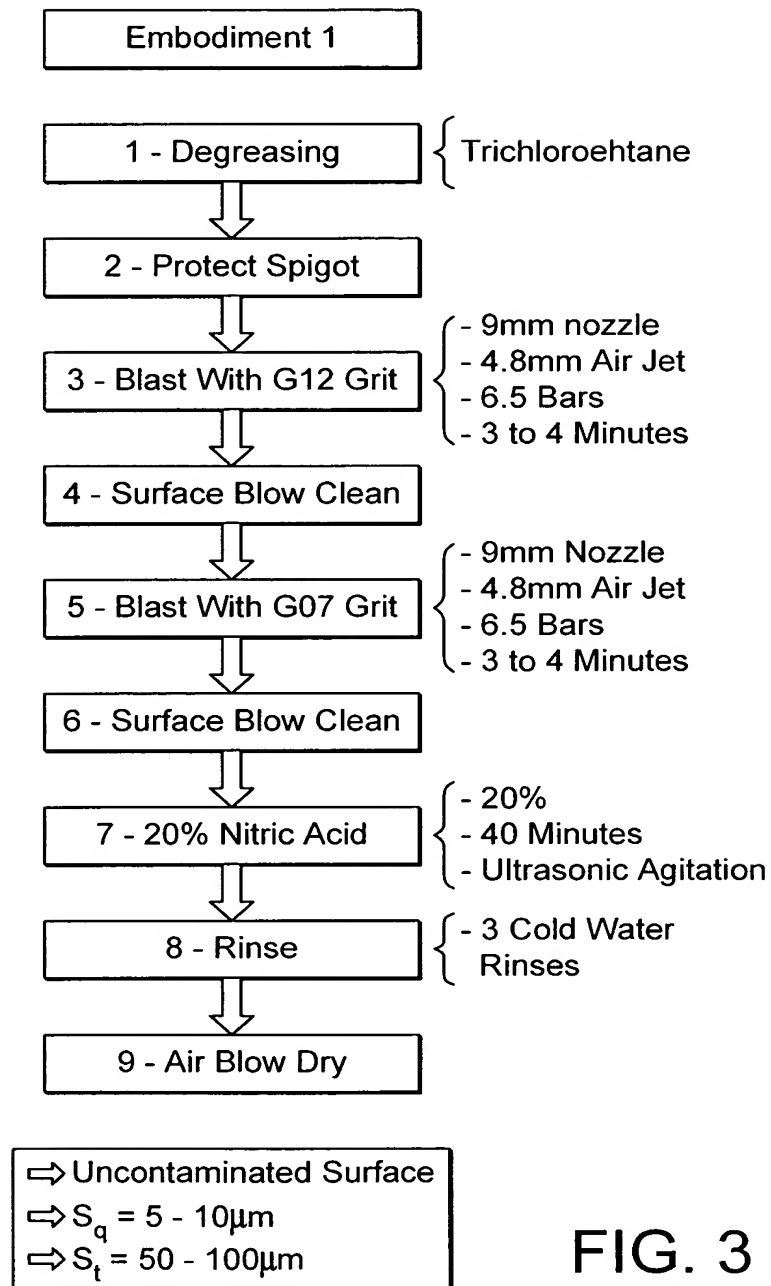 Embodiment 1
1 - Degreasing
Trichloroehtane
2 - Protect Spigot
3 - Blast With G12 Grit
- 9mm nozzle
- 4.8mm Air Jet
- 6.5 Bars
- 3 to 4 Minutes
4 - Surface Blow Clean
5 - Blast With G07 Grit
- 9mm Nozzle
- 4.8mm Air Jet
- 6.5 Bars
- 3 to 4 Minutes
6 - Surface Blow Clean
7 - 20% Nitric Acid
- 20%
- 40 Minutes
- Ultrasonic Agitation
8 - Rinse
- 3 Cold Water
Rinses
9 - Air Blow Dry
⇨ Uncontaminated Surface
⇨ Sq = 5 - 10µm
⇨ St = 50 - 100µm
FIG. 3